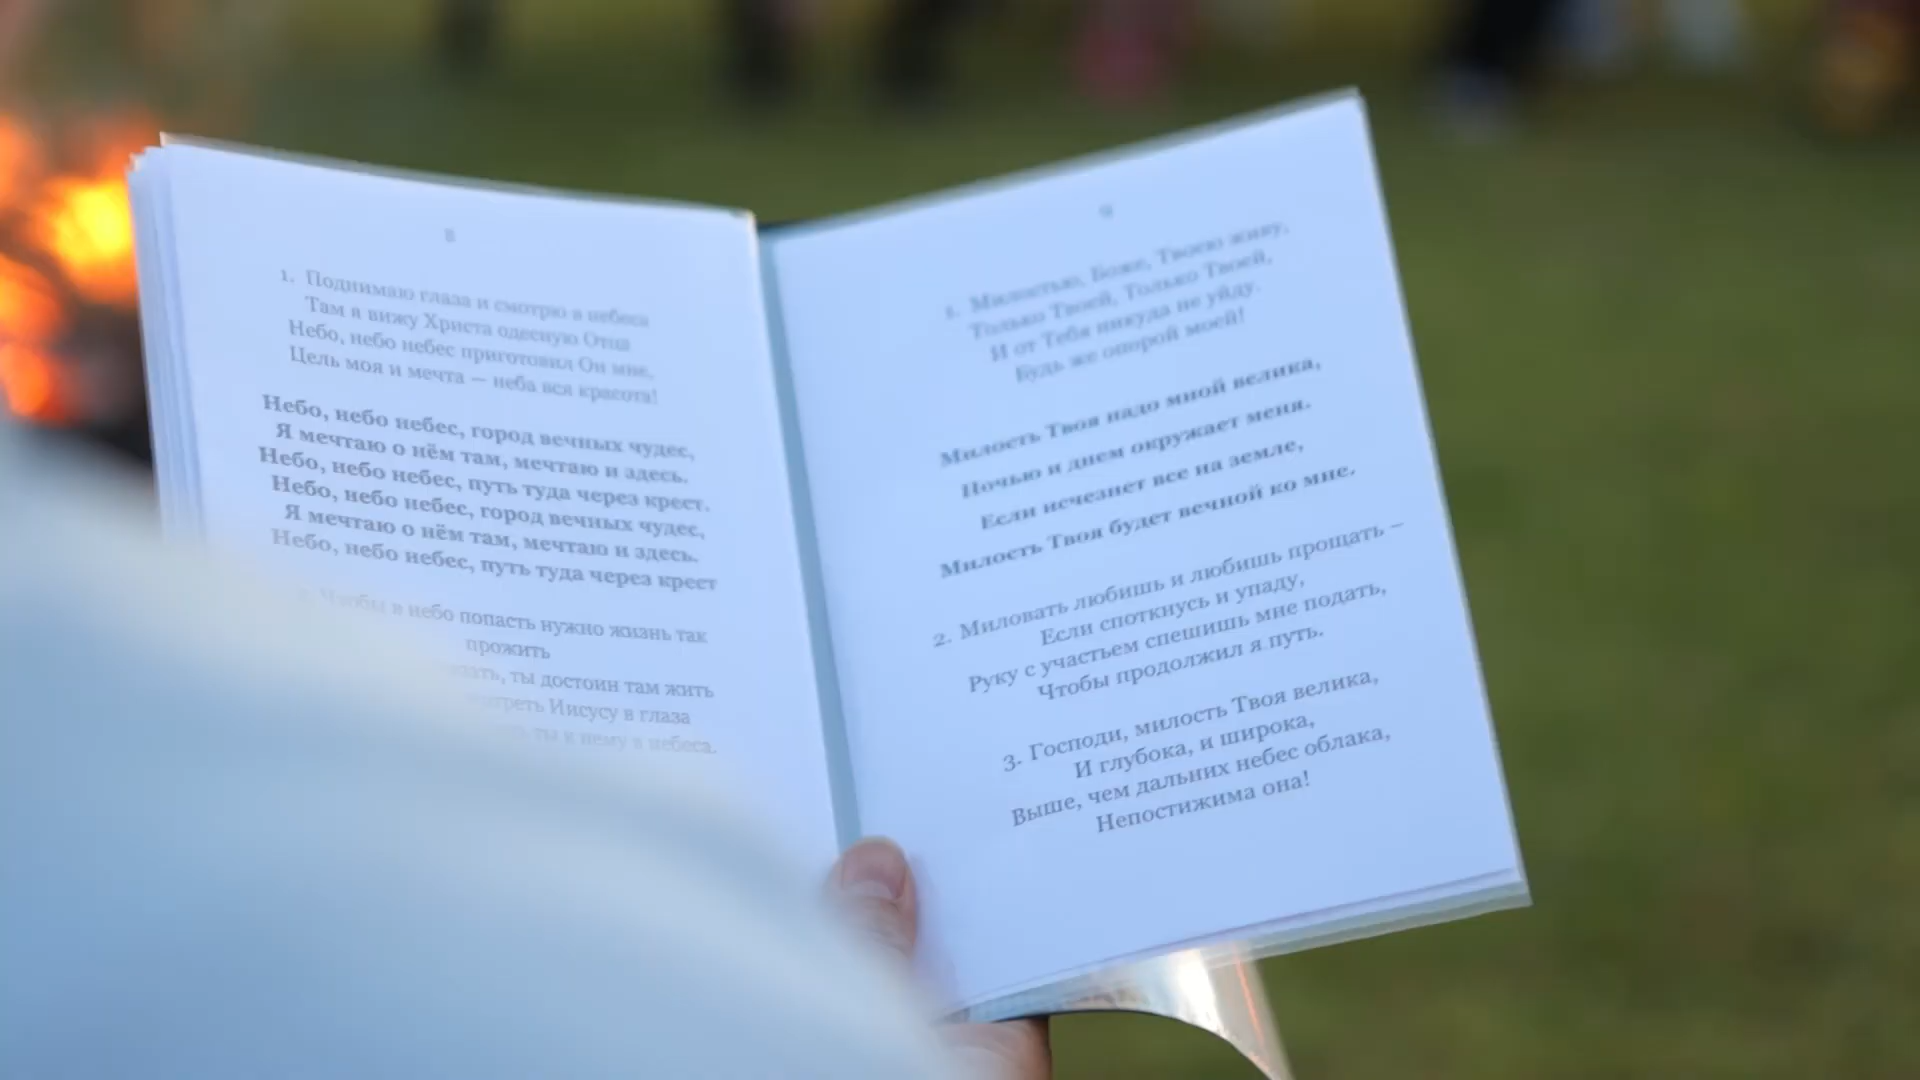 8
1. Поднимаю глаза и смотрю в небеса
Там я вижу Христа одесную Отца
Небо, небо небес приготовил Он мне,
Цель моя и мечта – неба вся красота!
Небо, небо небес, город вечных чудес,
Я мечтаю о нём там, мечтаю и здесь.
Небо, небо небес, путь туда через крест.
Небо, небо небес, город вечных чудес,
Я мечтаю о нём там, мечтаю и здесь.
Небо, небо небес, путь туда через крест
Чтобы в небо попасть нужно жизнь так
прожить
ты достоин там жить
Иисусу в глаза
ты к нему в небеса.
9
1. Милостью, Боже, Твоею живу,
Только Твоей, Только Твоей,
И от Тебя никуда не уйду.
Будь же опорой моей!
Милость Твоя надо мной велика,
Ночью и днем окружает меня.
Если исчезнет все на земле,
Милость Твоя будет вечной ко мне.
2. Миловать любишь и любишь прощать –
Если споткнусь и упаду,
Руку с участьем спешишь мне подать,
Чтобы продолжил я путь.
3. Господи, милость Твоя велика,
И глубока, и широка,
Выше, чем дальних небес облака,
Непостижима она!